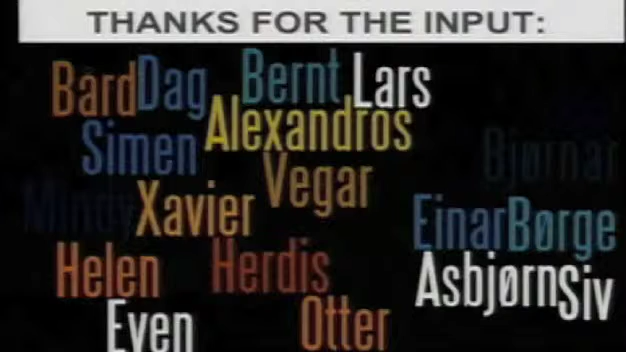 THANKS FOR THE INPUT:
Bård Dag Bernt Lars
Simen Alexandros
Bjørnar
Mindy Xavier Vegar
Einar Børge
Helen Herdis
Asbjørn Siv
Even Otter